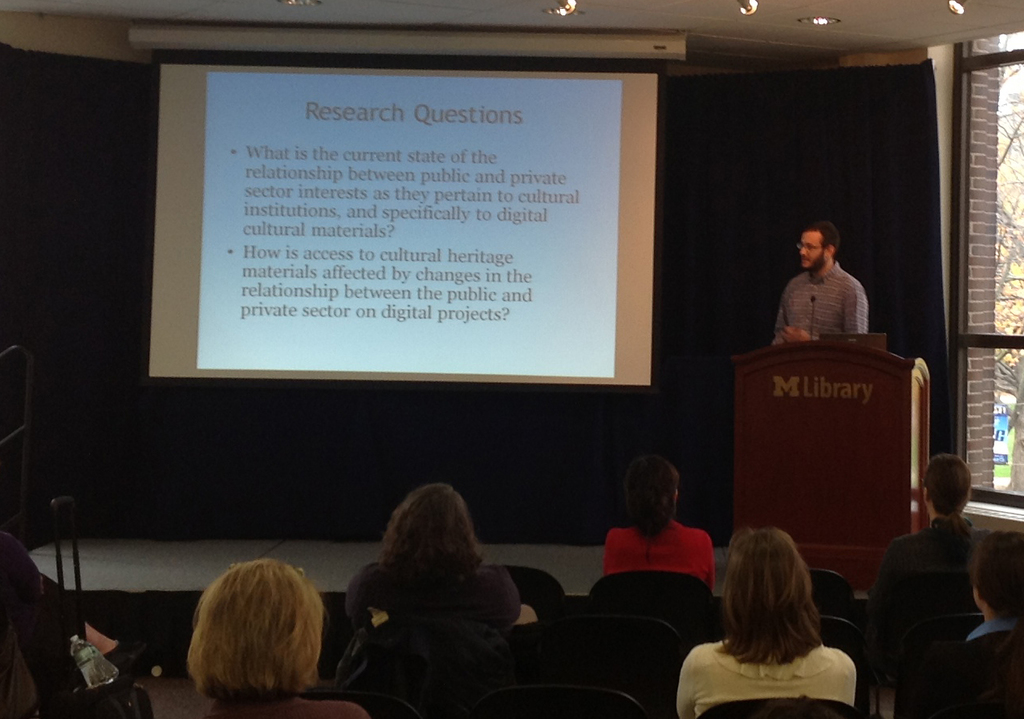 Research Questions
• What is the current state of the
relationship between public and private
sector interests as they pertain to cultural
institutions, and specifically to digital
cultural materials?
• How is access to cultural heritage
materials affected by changes in the
relationship between the public and
private sector on digital projects?
M Library